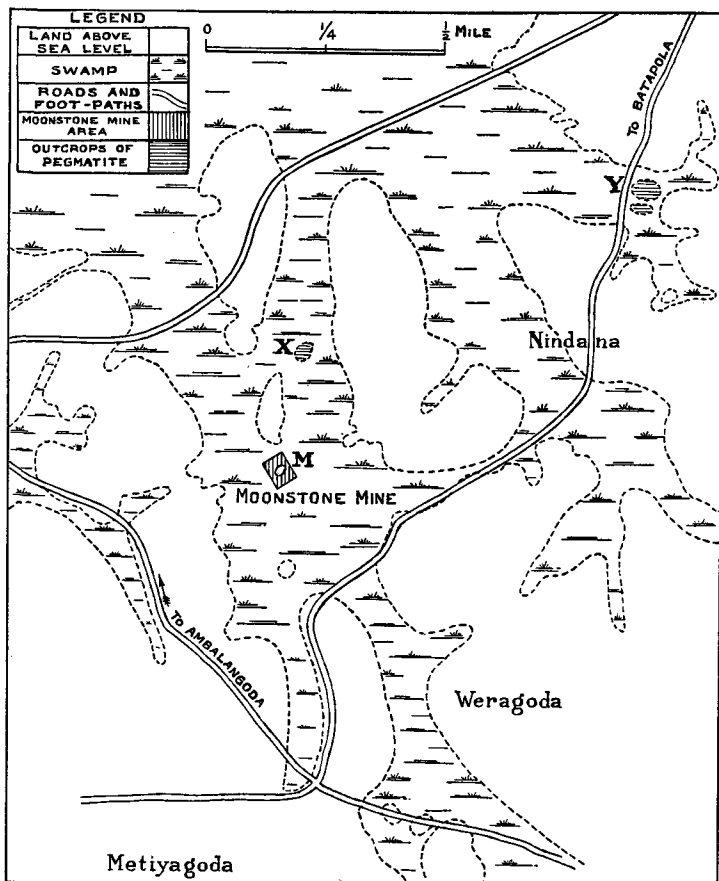 LEGEND
LAND ABOVE
SEA LEVEL
SWAMP
ROADS AND
FOOT-PATHS
MOONSTONE MINE
AREA
OUTCROPS OF
PEGMATITE
0 1/4 1/2 MILE
TO BATAPOLA
Y
Nindana
X
M
MOONSTONE MINE
TO AMBALANGODA
Weragoda
Metiyagoda